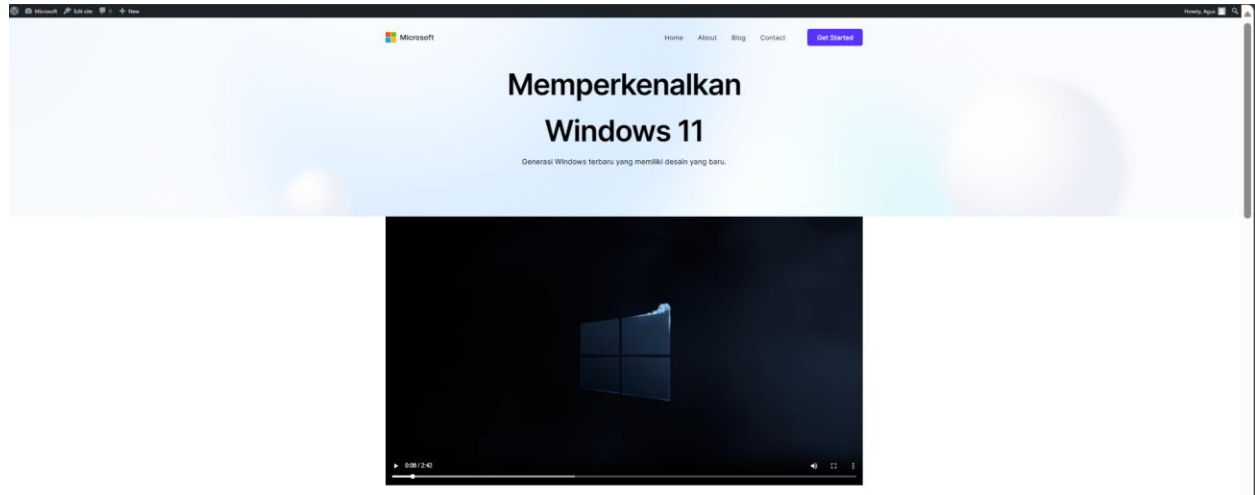 Microsoft Edit site 0 New Howdy, Agus
Microsoft Home About Blog Contact Get Started
Memperkenalkan
Windows 11
Generasi Windows terbaru yang memiliki desain yang baru.
0:08 / 2:42